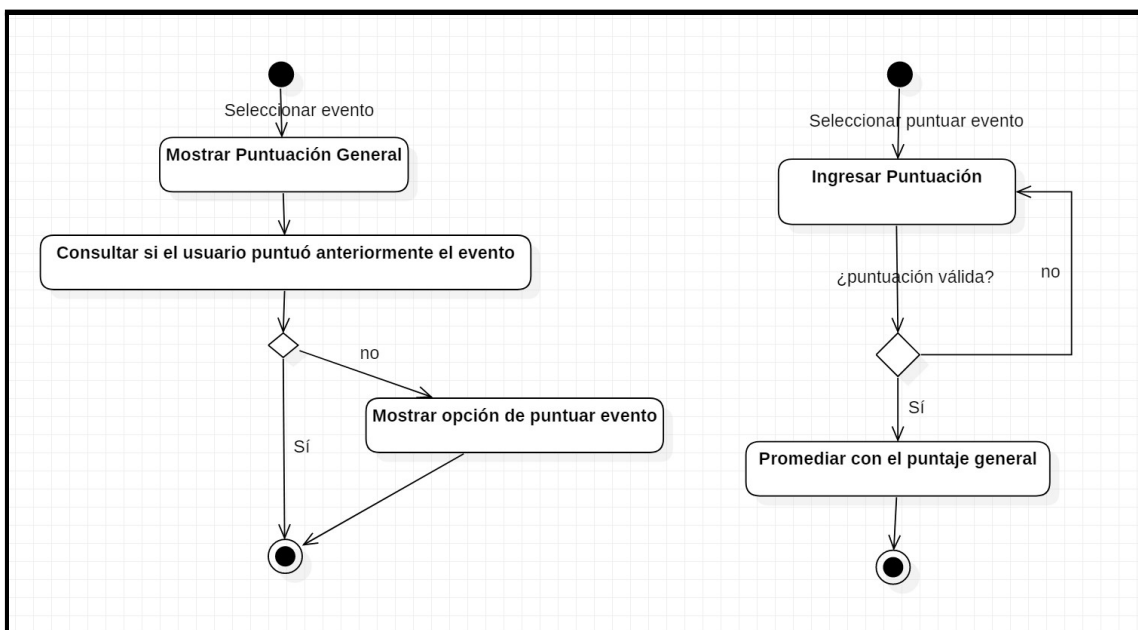 Seleccionar evento
Mostrar Puntuación General
Consultar si el usuario puntuó anteriormente el evento
no
Mostrar opción de puntuar evento
Sí
Seleccionar puntuar evento
Ingresar Puntuación
¿puntuación válida?
no
Sí
Promediar con el puntaje general